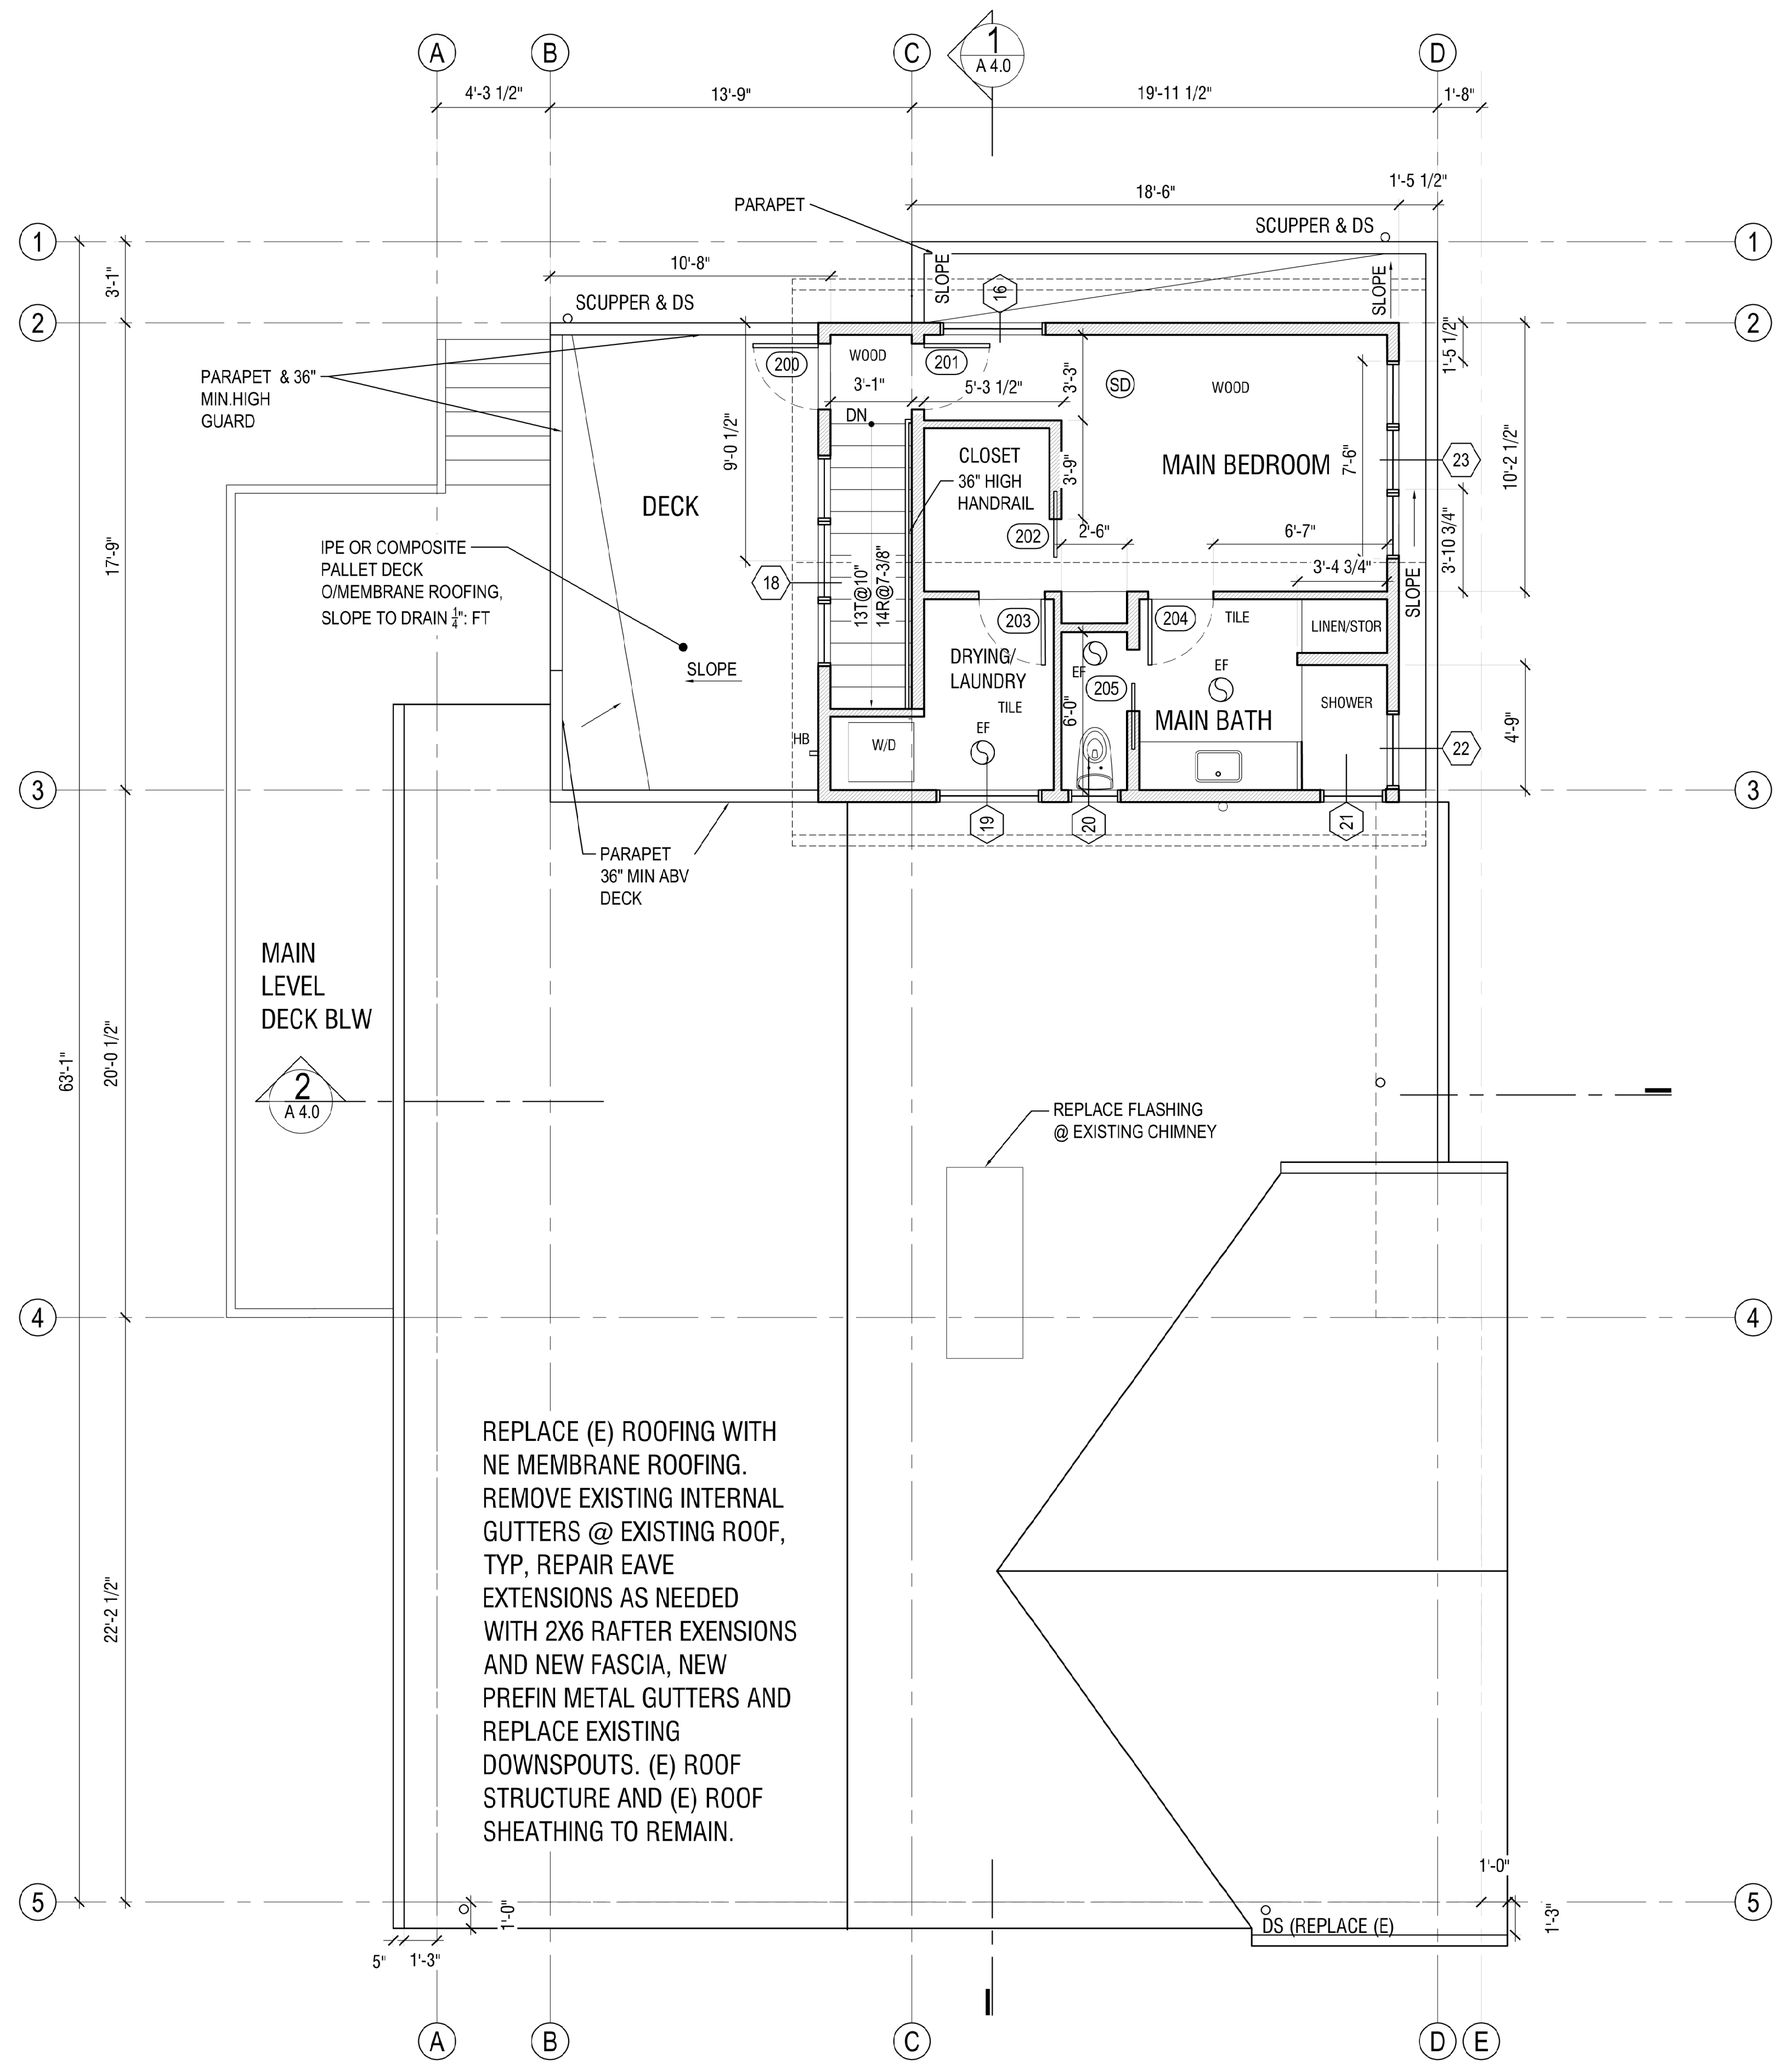 A
B
C
1
A 4.0
D
4'-3 1/2"
13'-9"
19'-11 1/2"
1'-8"
18'-6"
1'-5 1/2"
PARAPET
SCUPPER & DS
1
1
3'-1"
10'-8"
SLOPE
SLOPE
16
SCUPPER & DS
2
2
1'-5 1/2"
200
WOOD
201
PARAPET & 36"
MIN.HIGH
GUARD
3'-1"
5'-3 1/2"
3'-3"
SD
WOOD
DN
9'-0 1/2"
CLOSET
36" HIGH
HANDRAIL
3'-9"
MAIN BEDROOM
7'-6"
23
10'-2 1/2"
DECK
202
2'-6"
6'-7"
3'-10 3/4"
17'-9"
IPE OR COMPOSITE
PALLET DECK
O/MEMBRANE ROOFING,
SLOPE TO DRAIN 1/4": FT
18
13T@10"
14R@7-3/8"
3'-4 3/4"
SLOPE
203
204
TILE
LINEN/STOR
SLOPE
DRYING/
LAUNDRY
TILE
EF
EF
205
6'-0"
EF
SHOWER
MAIN BATH
HB
W/D
22
4'-9"
3
3
19
20
21
PARAPET
36" MIN ABV
DECK
MAIN
LEVEL
DECK BLW
63'-1"
20'-0 1/2"
2
A 4.0
REPLACE FLASHING
@ EXISTING CHIMNEY
4
4
REPLACE (E) ROOFING WITH
NE MEMBRANE ROOFING.
REMOVE EXISTING INTERNAL
GUTTERS @ EXISTING ROOF,
TYP, REPAIR EAVE
EXTENSIONS AS NEEDED
WITH 2X6 RAFTER EXENSIONS
AND NEW FASCIA, NEW
PREFIN METAL GUTTERS AND
REPLACE EXISTING
DOWNSPOUTS. (E) ROOF
STRUCTURE AND (E) ROOF
SHEATHING TO REMAIN.
22'-2 1/2"
1'-0"
5
5
1'-0"
DS (REPLACE (E)
1'-3"
5"
1'-3"
A
B
C
D
E